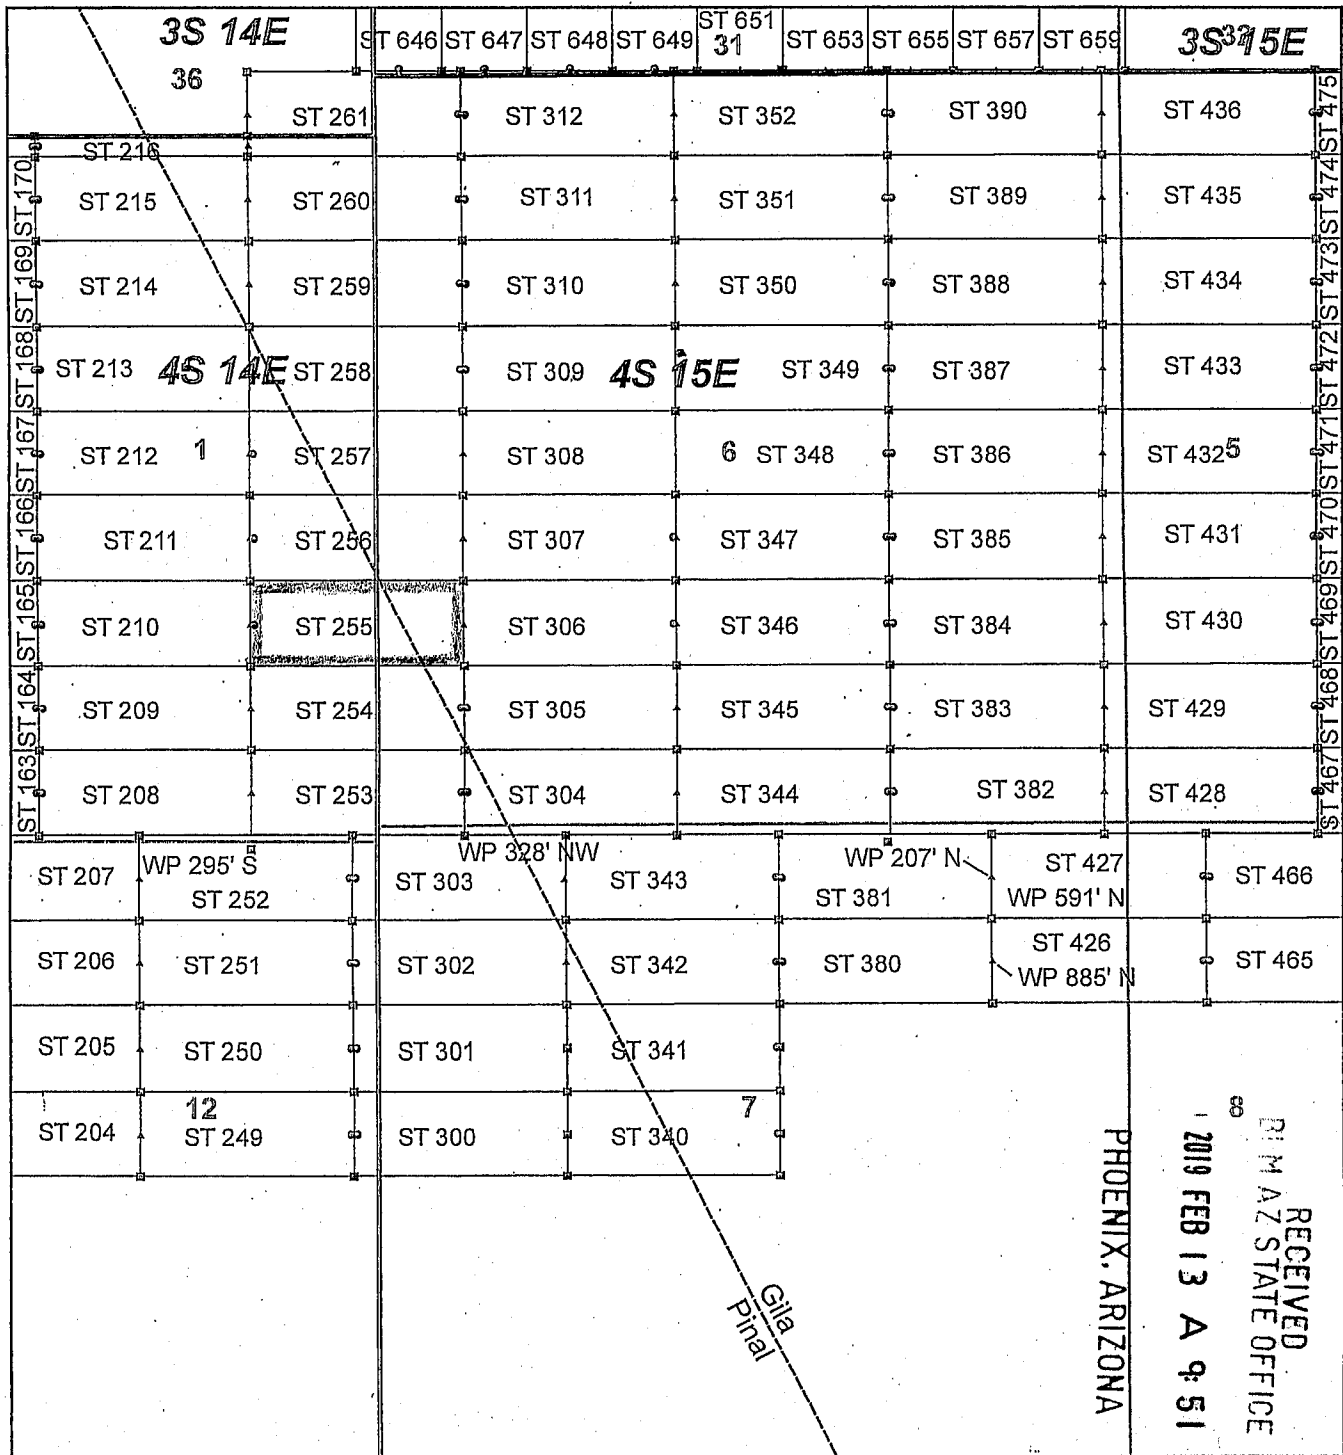 3S 14E
ST 646 ST 647 ST 648 ST 649 ST 651 ST 653 ST 655 ST 657 ST 659
31
3S 15E
32
36
ST 261 ST 312 ST 352 ST 390 ST 436 ST 475
ST 216
ST 170 ST 215 ST 260 ST 311 ST 351 ST 389 ST 435 ST 474
ST 169 ST 214 ST 259 ST 310 ST 350 ST 388 ST 434 ST 473
ST 168 ST 213 4S 14E ST 258 ST 309 4S 15E ST 349 ST 387 ST 433 ST 472
ST 167 ST 212 1 ST 257 ST 308 6 ST 348 ST 386 ST 432 5 ST 471
ST 166 ST 211 ST 256 ST 307 ST 347 ST 385 ST 431 ST 470
ST 165 ST 210 ST 255 ST 306 ST 346 ST 384 ST 430 ST 469
ST 164 ST 209 ST 254 ST 305 ST 345 ST 383 ST 429 ST 468
ST 163 ST 208 ST 253 ST 304 ST 344 ST 382 ST 428 ST 467
WP 295' S WP 328' NW WP 207' N
ST 207 ST 252 ST 303 ST 343 ST 381 ST 427 ST 466
WP 591' N
ST 206 ST 251 ST 302 ST 342 ST 380 ST 426 ST 465
WP 885' N
ST 205 ST 250 ST 301 ST 341
12 7 8
ST 204 ST 249 ST 300 ST 340
Gila
Pinal
RECEIVED
BLM AZ STATE OFFICE
2019 FEB 13 A 9:51
PHOENIX, ARIZONA